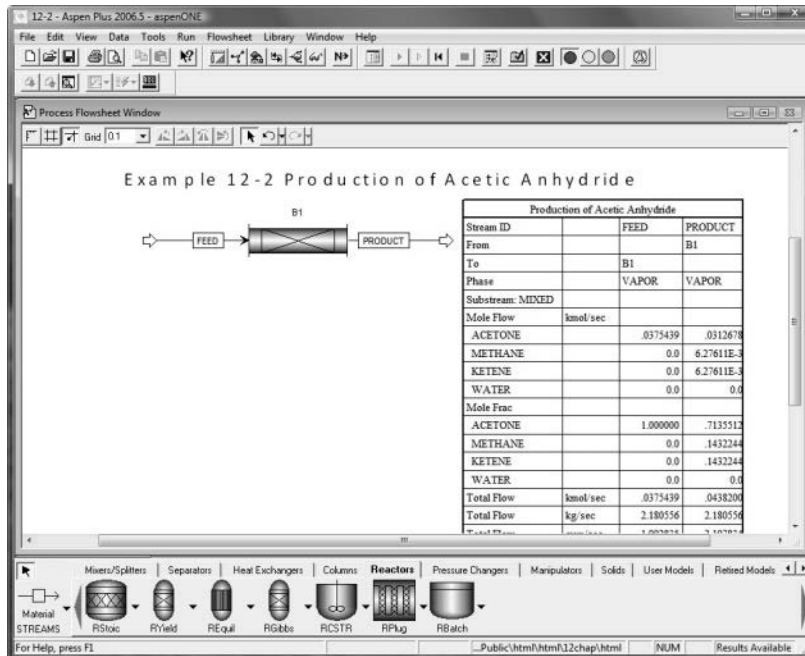 12-2 - Aspen Plus 2006.5 - aspenONE
File Edit View Data Tools Run Flowsheet Library Window Help
N>
Process Flowsheet Window
Grid 0.1
Example 12-2 Production of Acetic Anhydride
B1
FEED
PRODUCT
Production of Acetic Anhydride
Stream ID FEED PRODUCT
From B1
To B1
Phase VAPOR VAPOR
Substream: MIXED
Mole Flow kmol/sec
ACETONE .0375439 .0312678
METHANE 0.0 6.27611E-3
KETENE 0.0 6.27611E-3
WATER 0.0 0.0
Mole Frac
ACETONE 1.000000 .7135512
METHANE 0.0 .1432244
KETENE 0.0 .1432244
WATER 0.0 0.0
Total Flow kmol/sec .0375439 .0438200
Total Flow kg/sec 2.180556 2.180556
Mixers/Splitters Separators Heat Exchangers Columns Reactors Pressure Changers Manipulators Solids User Models Retired Models
Material
STREAMS RStoic RYield REquil RGibbs RCSTR RPlug RBatch
For Help, press F1 ...Public\html\html\12chap\html NUM Results Available